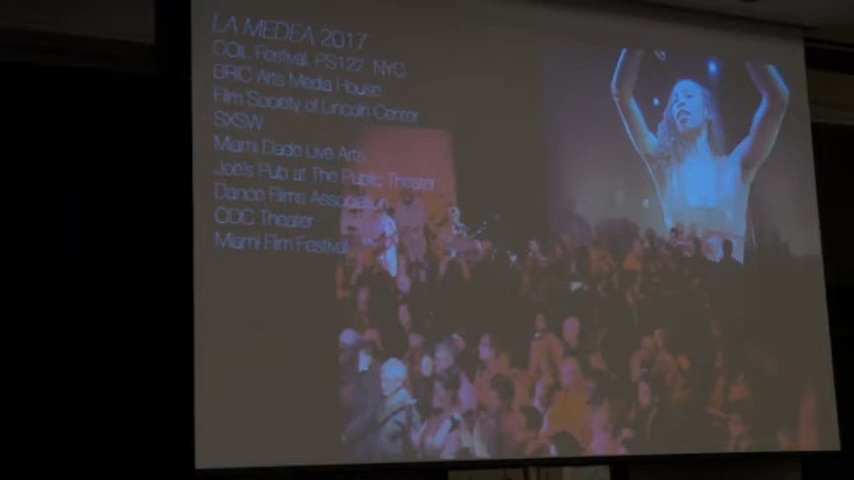 LA MEDEA 2017
COIL Festival, PS122, NYC
BRIC Arts Media House
Film Society of Lincoln Center
SXSW
Miami Dade Live Arts
Joe's Pub at The Public Theater
Dance Films Association
ODC Theater
Miami Film Festival